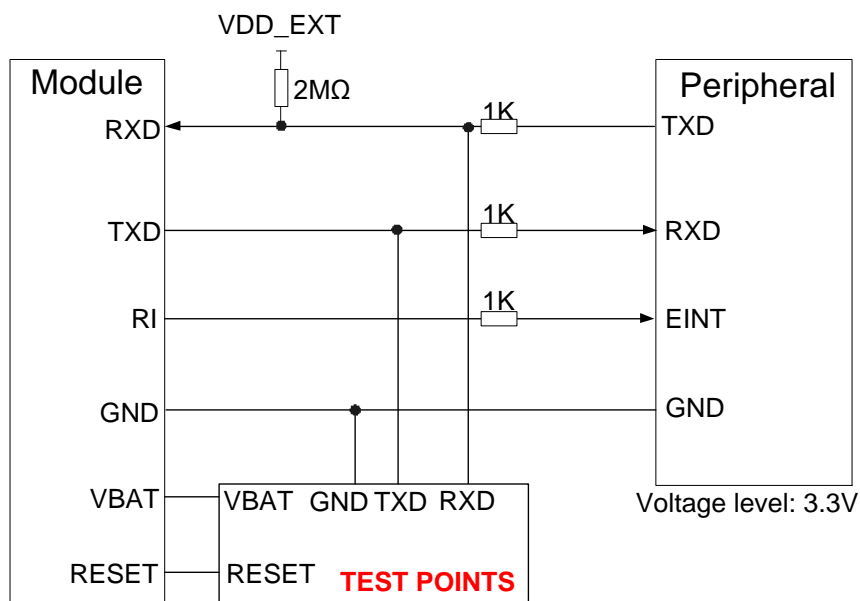 VDD_EXT
Module
Peripheral
2MΩ
1K
RXD
TXD
1K
TXD
RXD
1K
RI
EINT
GND
GND
VBAT
VBAT GND TXD RXD
Voltage level: 3.3V
RESET
RESET
TEST POINTS